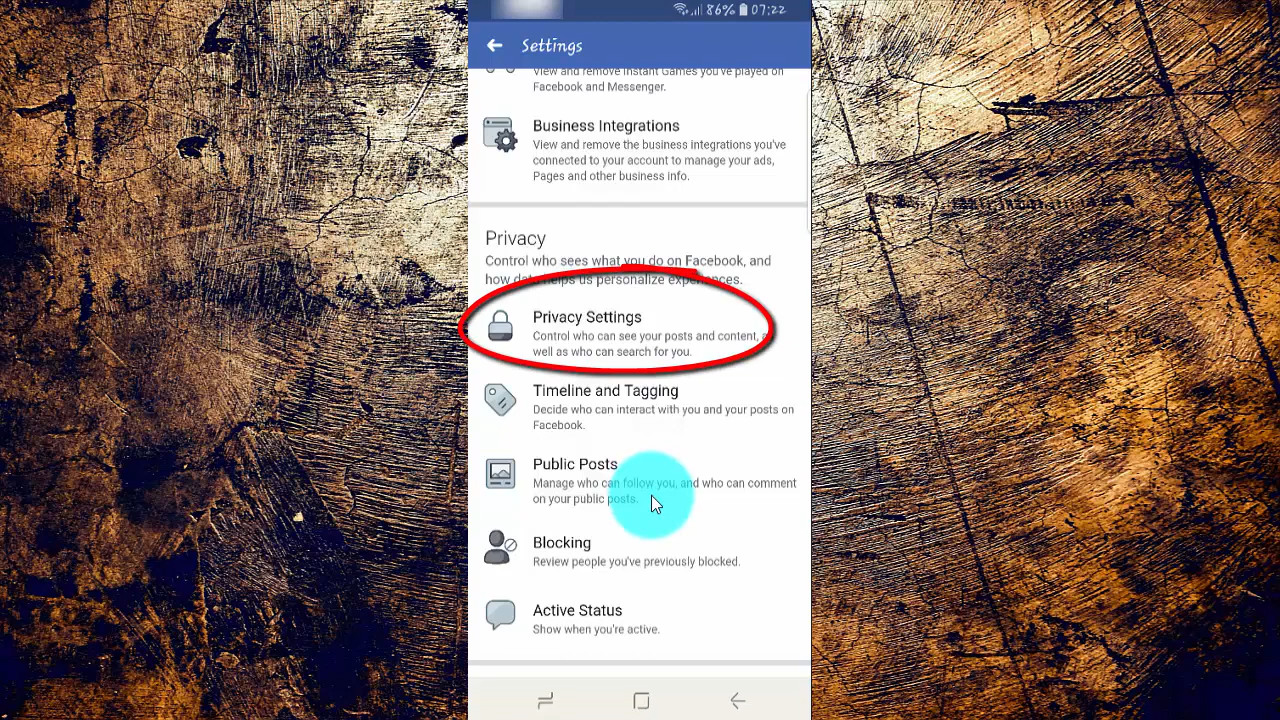 86% 07:22
Settings
View and remove Instant Games you've played on
Facebook and Messenger.
Business Integrations
View and remove the business integrations you've
connected to your account to manage your ads,
Pages and other business info.
Privacy
Control who sees what you do on Facebook, and
how data helps us personalize experiences.
Privacy Settings
Control who can see your posts and content,
well as who can search for you.
Timeline and Tagging
Decide who can interact with you and your posts on
Facebook.
Public Posts
Manage who can follow you, and who can comment
on your public posts.
Blocking
Review people you've previously blocked.
Active Status
Show when you're active.